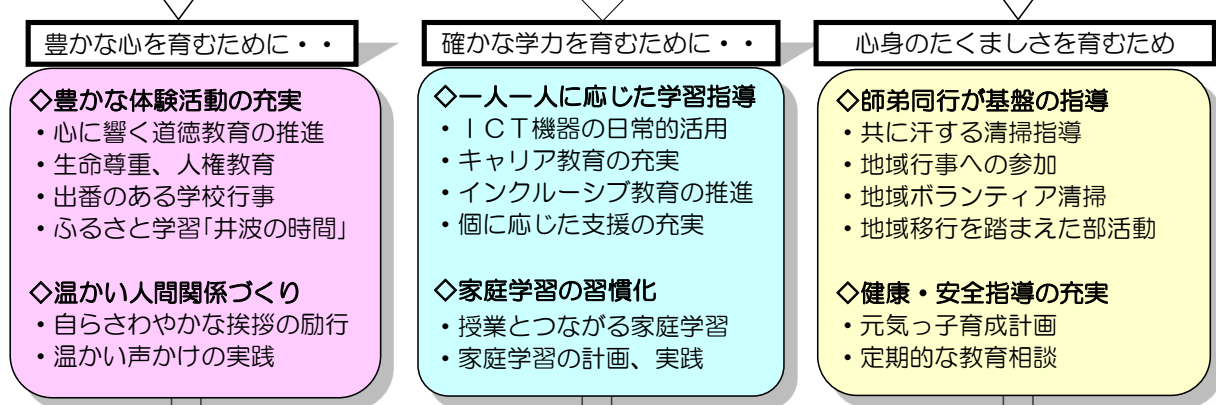 豊かな心を育むために・・
◇豊かな体験活動の充実
・心に響く道徳教育の推進
・生命尊重、人権教育
・出番のある学校行事
・ふるさと学習｢井波の時間｣
◇温かい人間関係づくり
・自らさわやかな挨拶の励行
・温かい声かけの実践
確かな学力を育むために・・
◇一人一人に応じた学習指導
・ＩＣＴ機器の日常的活用
・キャリア教育の充実
・インクルーシブ教育の推進
・個に応じた支援の充実
◇家庭学習の習慣化
・授業とつながる家庭学習
・家庭学習の計画、実践
心身のたくましさを育むため
◇師弟同行が基盤の指導
・共に汗する清掃指導
・地域行事への参加
・地域ボランティア清掃
・地域移行を踏まえた部活動
◇健康・安全指導の充実
・元気っ子育成計画
・定期的な教育相談